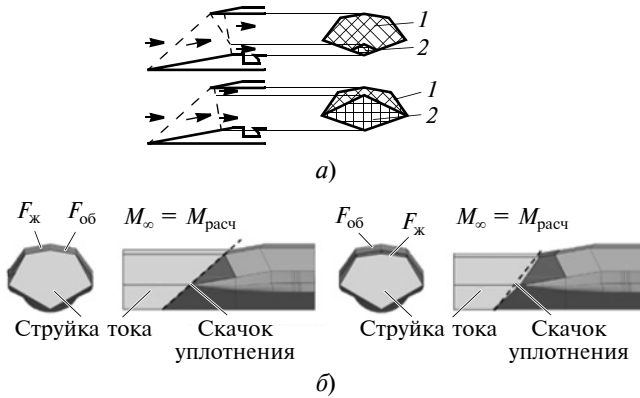 1
2
1
2
а)
Fж Fоб M∞ = Mрасч
Fоб Fж M∞ = Mрасч
Струйка тока Скачок уплотнения
Струйка тока Скачок уплотнения
б)